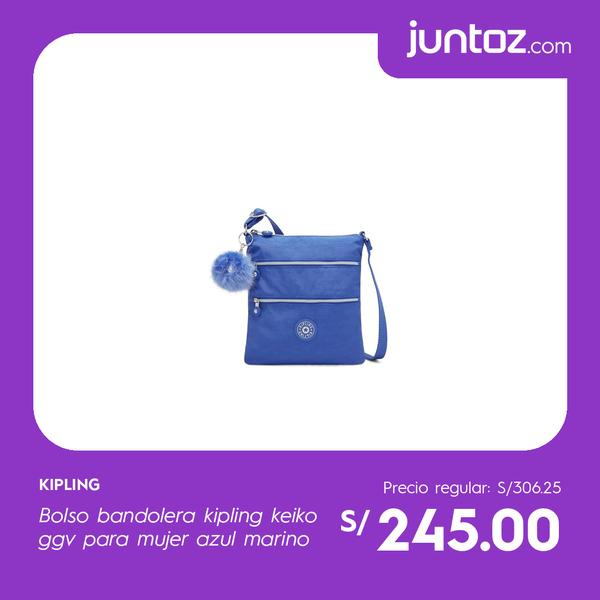 juntoz.com
KIPLING
Bolso bandolera kipling keiko
ggv para mujer azul marino
Precio regular: S/306.25
S/ 245.00